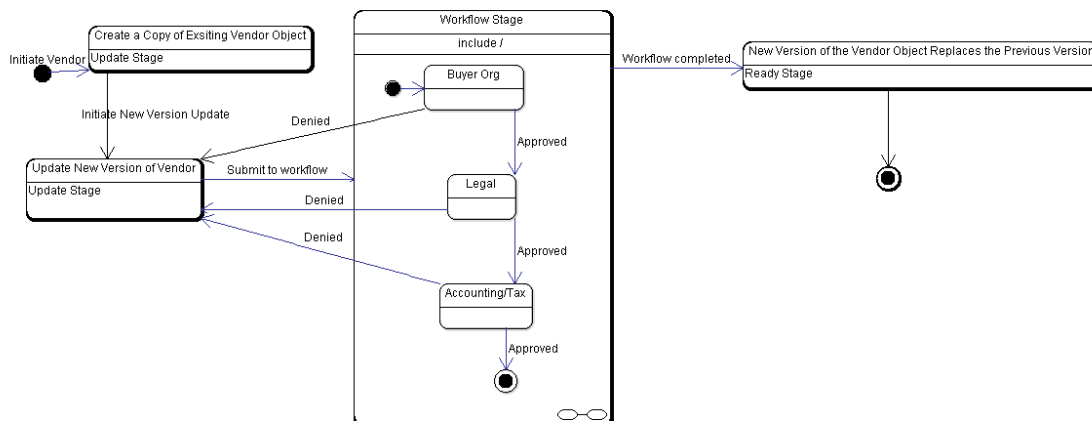 Workflow Stage
include /
Create a Copy of Exsiting Vendor Object
Update Stage
Initiate Vendor
Initiate New Version Update
Buyer Org
Denied
Approved
Workflow completed
New Version of the Vendor Object Replaces the Previous Version
Ready Stage
Update New Version of Vendor
Update Stage
Submit to workflow
Legal
Denied
Approved
Denied
Accounting/Tax
Approved